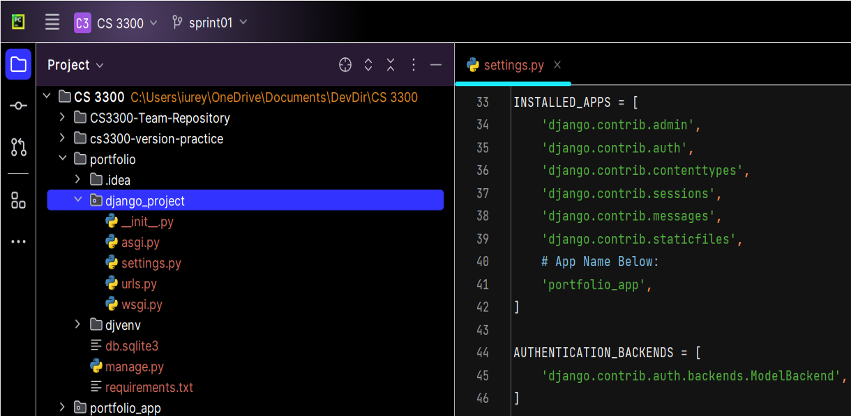 PC C3 CS 3300 sprint01
Project
settings.py
CS 3300 C:\Users\iurey\OneDrive\Documents\DevDir\CS 3300
CS3300-Team-Repository
cs3300-version-practice
portfolio
.idea
django_project
__init__.py
asgi.py
settings.py
urls.py
wsgi.py
djvenv
db.sqlite3
manage.py
requirements.txt
portfolio_app
33 INSTALLED_APPS = [
34 'django.contrib.admin',
35 'django.contrib.auth',
36 'django.contrib.contenttypes',
37 'django.contrib.sessions',
38 'django.contrib.messages',
39 'django.contrib.staticfiles',
40 # App Name Below:
41 'portfolio_app',
42 ]
43
44 AUTHENTICATION_BACKENDS = [
45 'django.contrib.auth.backends.ModelBackend',
46 ]